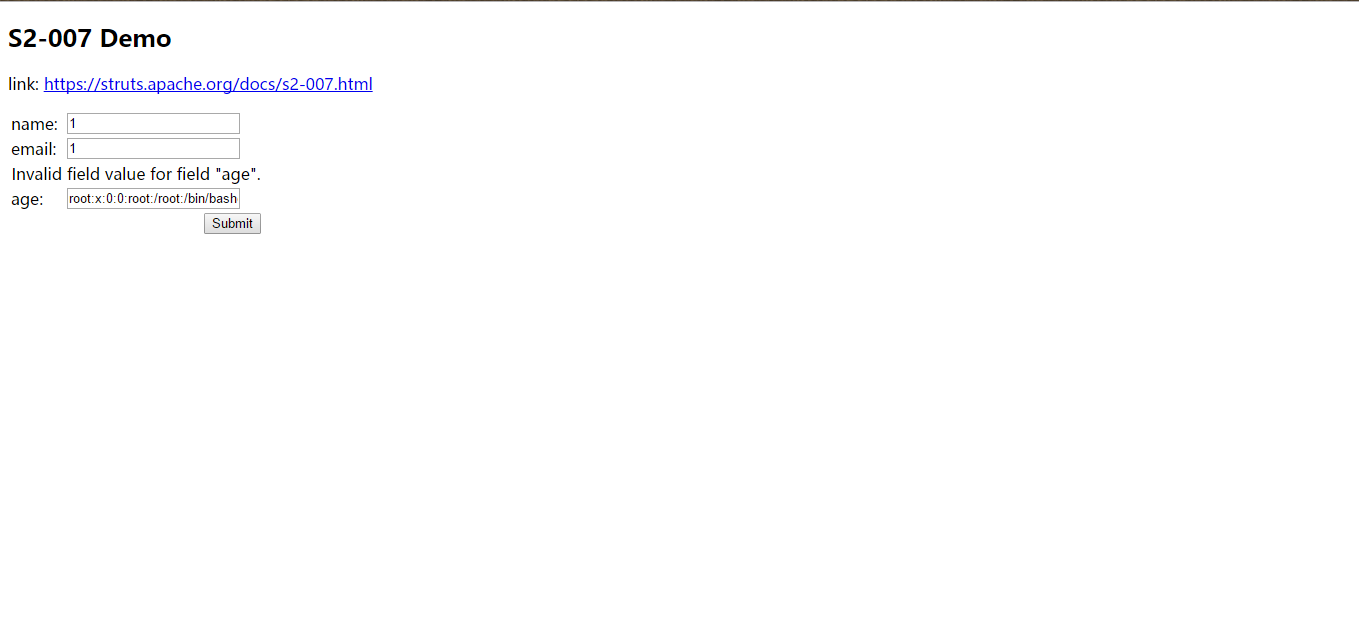 S2-007 Demo
link: https://struts.apache.org/docs/s2-007.html
name: 1
email: 1
Invalid field value for field "age".
age: root:x:0:0:root:/root:/bin/bash
Submit